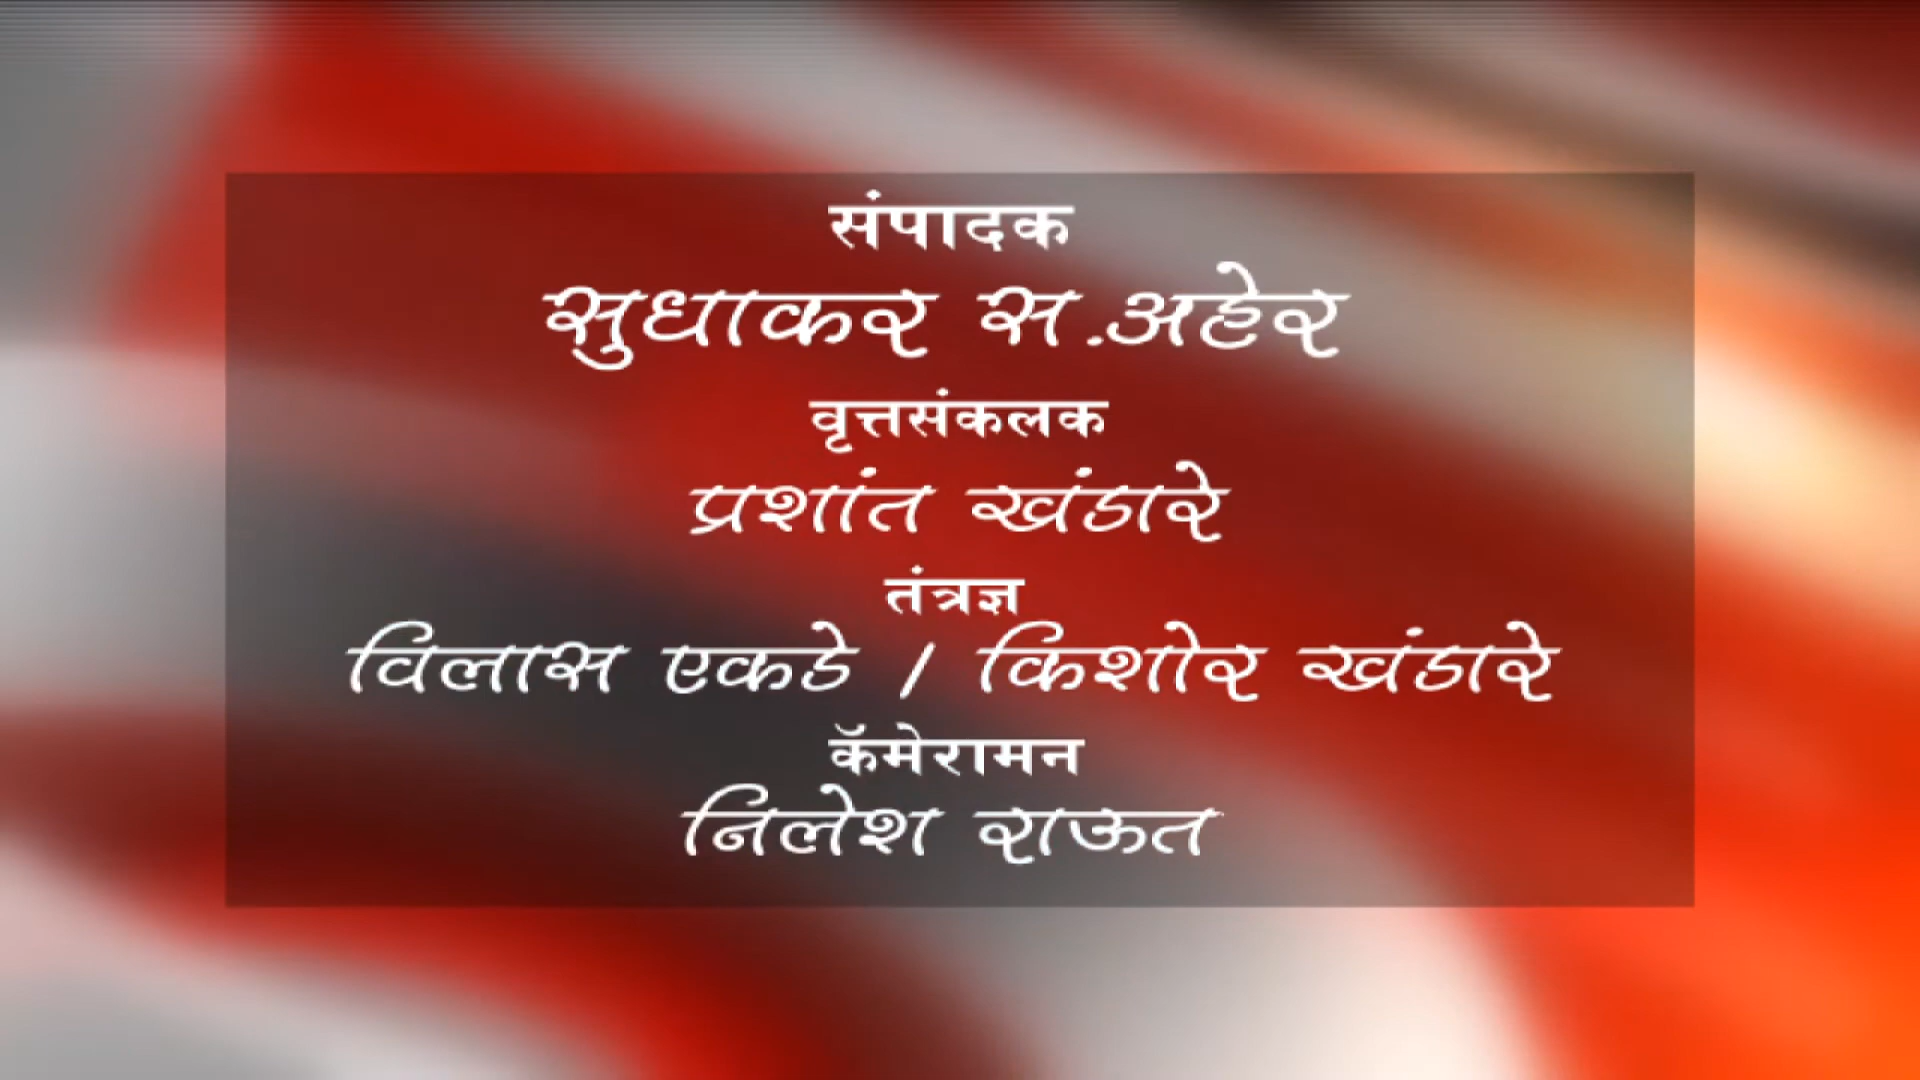 संपादक
सुधाकर स.अहेर
वृत्तसंकलक
प्रशांत खंडारे
तंत्रज्ञ
विलास एकडे / किशोर खंडारे
कॅमेरामन
निलेश राऊत